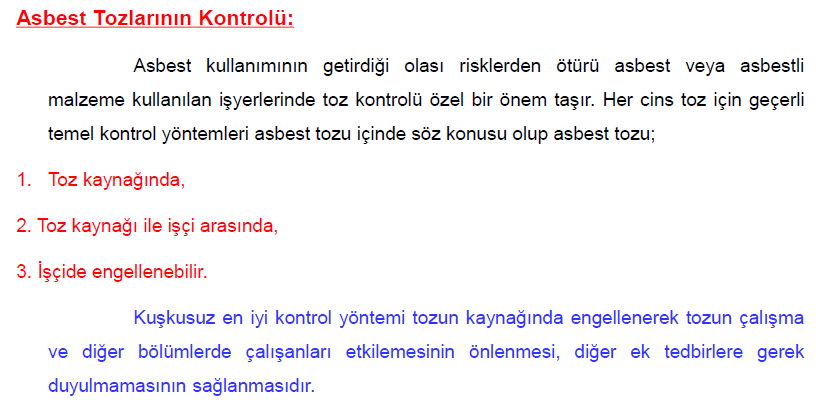 Asbest Tozlarının Kontrolü:
Asbest kullanımının getirdiği olası risklerden ötürü asbest veya asbestli
malzeme kullanılan işyerlerinde toz kontrolü özel bir önem taşır. Her cins toz için geçerli
temel kontrol yöntemleri asbest tozu içinde söz konusu olup asbest tozu;
1. Toz kaynağında,
2. Toz kaynağı ile işçi arasında,
3. İşçide engellenebilir.
Kuşkusuz en iyi kontrol yöntemi tozun kaynağında engellenerek tozun çalışma
ve diğer bölümlerde çalışanları etkilemesinin önlenmesi, diğer ek tedbirlere gerek
duyulmamasının sağlanmasıdır.